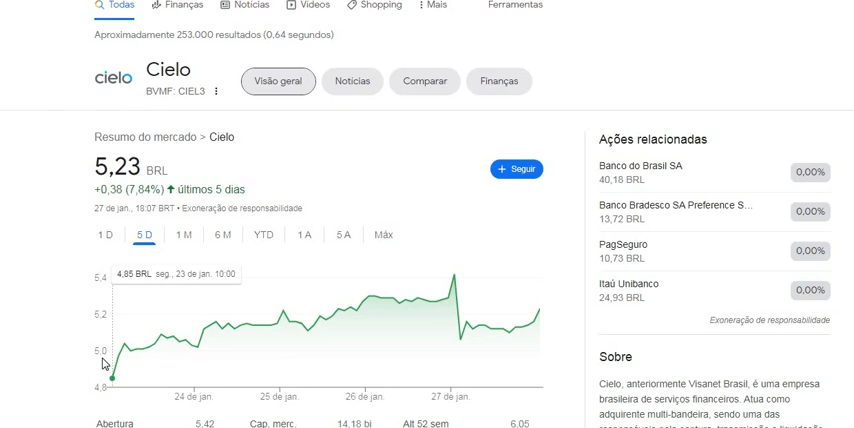 Todas Finanças Notícias Vídeos Shopping Mais Ferramentas
Aproximadamente 253.000 resultados (0,64 segundos)
cielo
Cielo
BVMF: CIEL3
Visão geral Notícias Comparar Finanças
Resumo do mercado > Cielo
5,23 BRL
+ Seguir
+0,38 (7,84%) ↑ últimos 5 dias
27 de jan., 18:07 BRT • Exoneração de responsabilidade
1 D 5 D 1 M 6 M YTD 1 A 5 A Máx
4,85 BRL seg., 23 de jan. 10:00
5,4
5,2
5,0
4,8
24 de jan. 25 de jan. 26 de jan. 27 de jan.
Abertura 5,42 Cap. merc. 14,18 bi Alt 52 sem 6,05
Ações relacionadas
Banco do Brasil SA
40,18 BRL
0,00%
Banco Bradesco SA Preference S...
13,72 BRL
0,00%
PagSeguro
10,73 BRL
0,00%
Itaú Unibanco
24,93 BRL
0,00%
Exoneração de responsabilidade
Sobre
Cielo, anteriormente Visanet Brasil, é uma empresa
brasileira de serviços financeiros. Atua como
adquirente multi-bandeira, sendo uma das